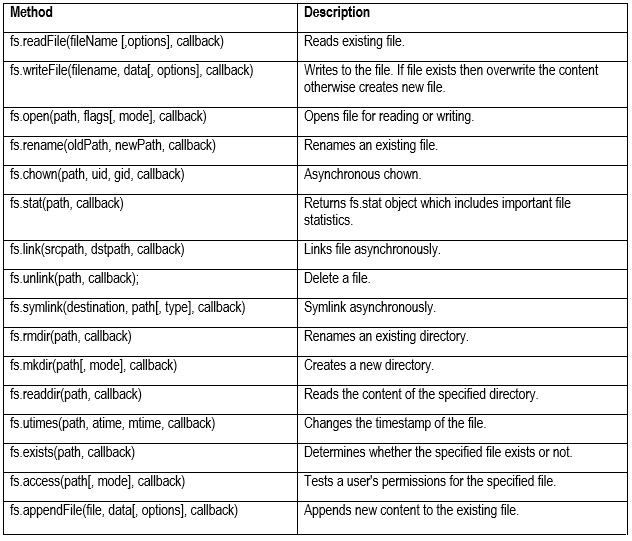 Method Description
fs.readFile(fileName [,options], callback) Reads existing file.
fs.writeFile(filename, data[, options], callback) Writes to the file. If file exists then overwrite the content
otherwise creates new file.
fs.open(path, flags[, mode], callback) Opens file for reading or writing.
fs.rename(oldPath, newPath, callback) Renames an existing file.
fs.chown(path, uid, gid, callback) Asynchronous chown.
fs.stat(path, callback) Returns fs.stat object which includes important file
statistics.
fs.link(srcpath, dstpath, callback) Links file asynchronously.
fs.unlink(path, callback); Delete a file.
fs.symlink(destination, path[, type], callback) Symlink asynchronously.
fs.rmdir(path, callback) Renames an existing directory.
fs.mkdir(path[, mode], callback) Creates a new directory.
fs.readdir(path, callback) Reads the content of the specified directory.
fs.utimes(path, atime, mtime, callback) Changes the timestamp of the file.
fs.exists(path, callback) Determines whether the specified file exists or not.
fs.access(path[, mode], callback) Tests a user's permissions for the specified file.
fs.appendFile(file, data[, options], callback) Appends new content to the existing file.